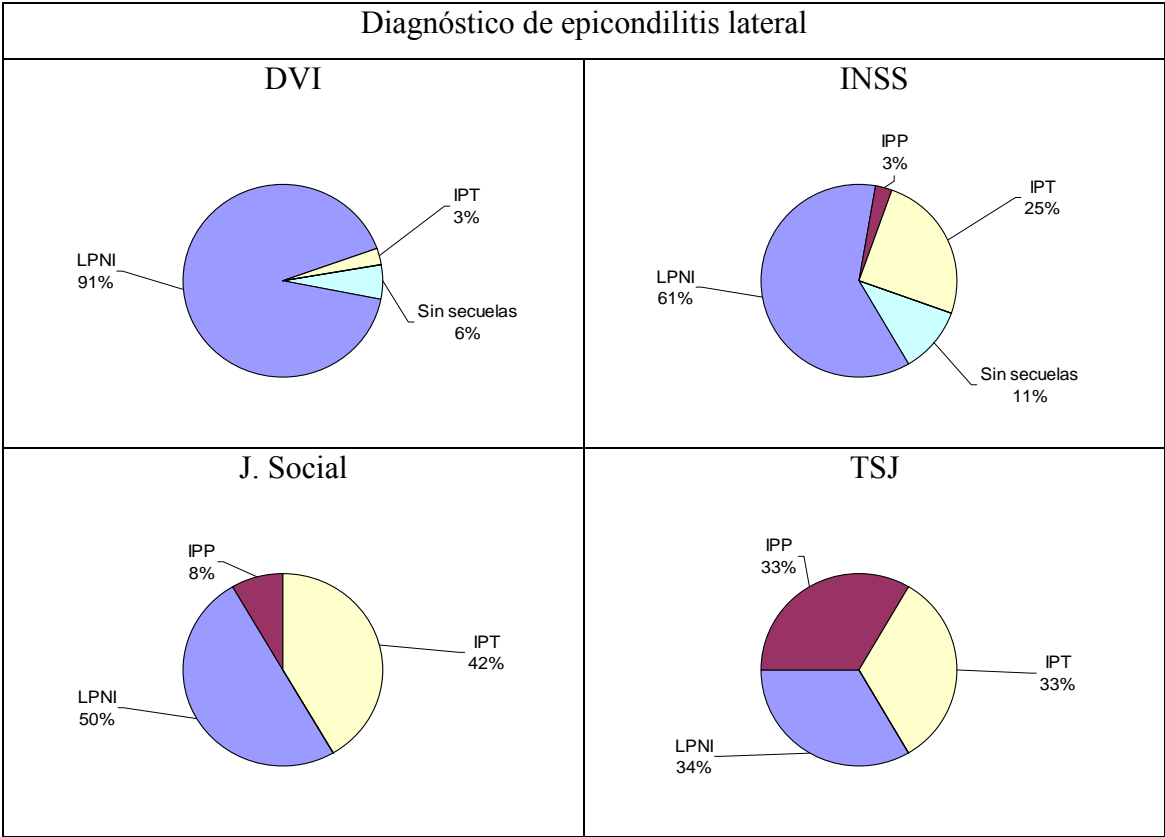 Diagnóstico de epicondilitis lateral
DVI
LPNI
91%
IPT
3%
Sin secuelas
6%
INSS
IPP
3%
IPT
25%
LPNI
61%
Sin secuelas
11%
J. Social
IPP
8%
IPT
42%
LPNI
50%
TSJ
IPP
33%
IPT
33%
LPNI
34%